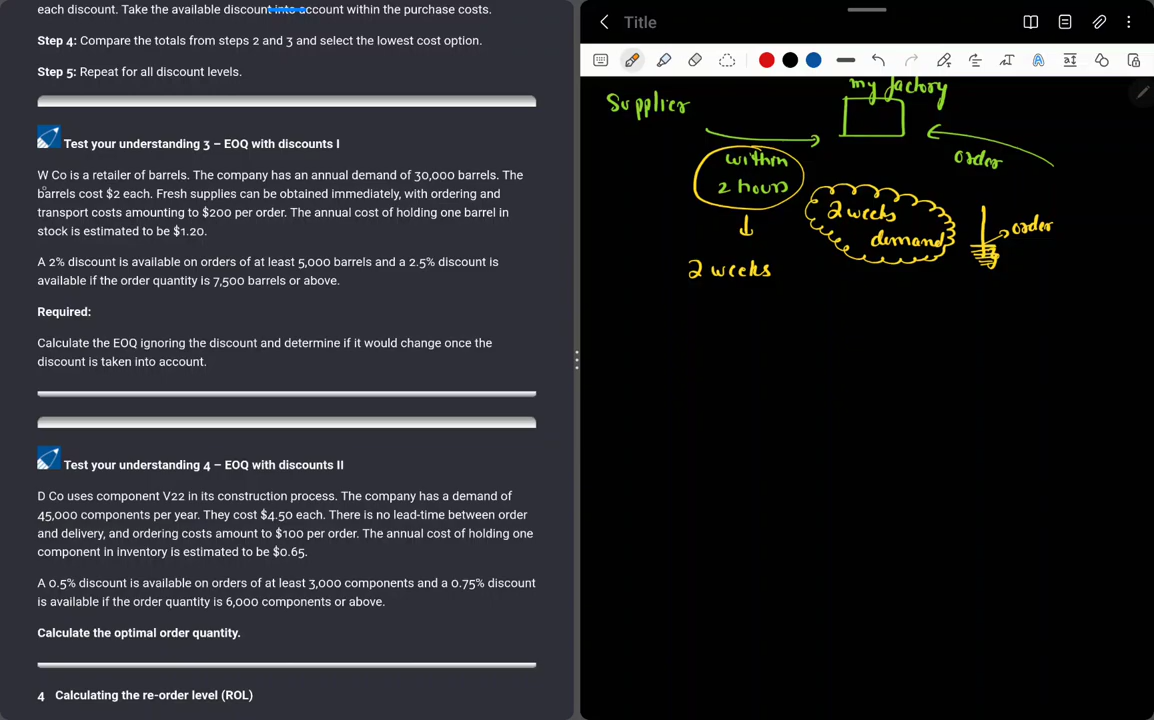 each discount. Take the available discount into account within the purchase costs.
Step 4: Compare the totals from steps 2 and 3 and select the lowest cost option.
Step 5: Repeat for all discount levels.
Test your understanding 3 – EOQ with discounts I
W Co is a retailer of barrels. The company has an annual demand of 30,000 barrels. The
barrels cost $2 each. Fresh supplies can be obtained immediately, with ordering and
transport costs amounting to $200 per order. The annual cost of holding one barrel in
stock is estimated to be $1.20.
A 2% discount is available on orders of at least 5,000 barrels and a 2.5% discount is
available if the order quantity is 7,500 barrels or above.
Required:
Calculate the EOQ ignoring the discount and determine if it would change once the
discount is taken into account.
Test your understanding 4 – EOQ with discounts II
D Co uses component V22 in its construction process. The company has a demand of
45,000 components per year. They cost $4.50 each. There is no lead-time between order
and delivery, and ordering costs amount to $100 per order. The annual cost of holding one
component in inventory is estimated to be $0.65.
A 0.5% discount is available on orders of at least 3,000 components and a 0.75% discount
is available if the order quantity is 6,000 components or above.
Calculate the optimal order quantity.
4 Calculating the re-order level (ROL)
Title
my factory
Supplier
within
2 hours
order
2 weeks
demand
order
2 weeks